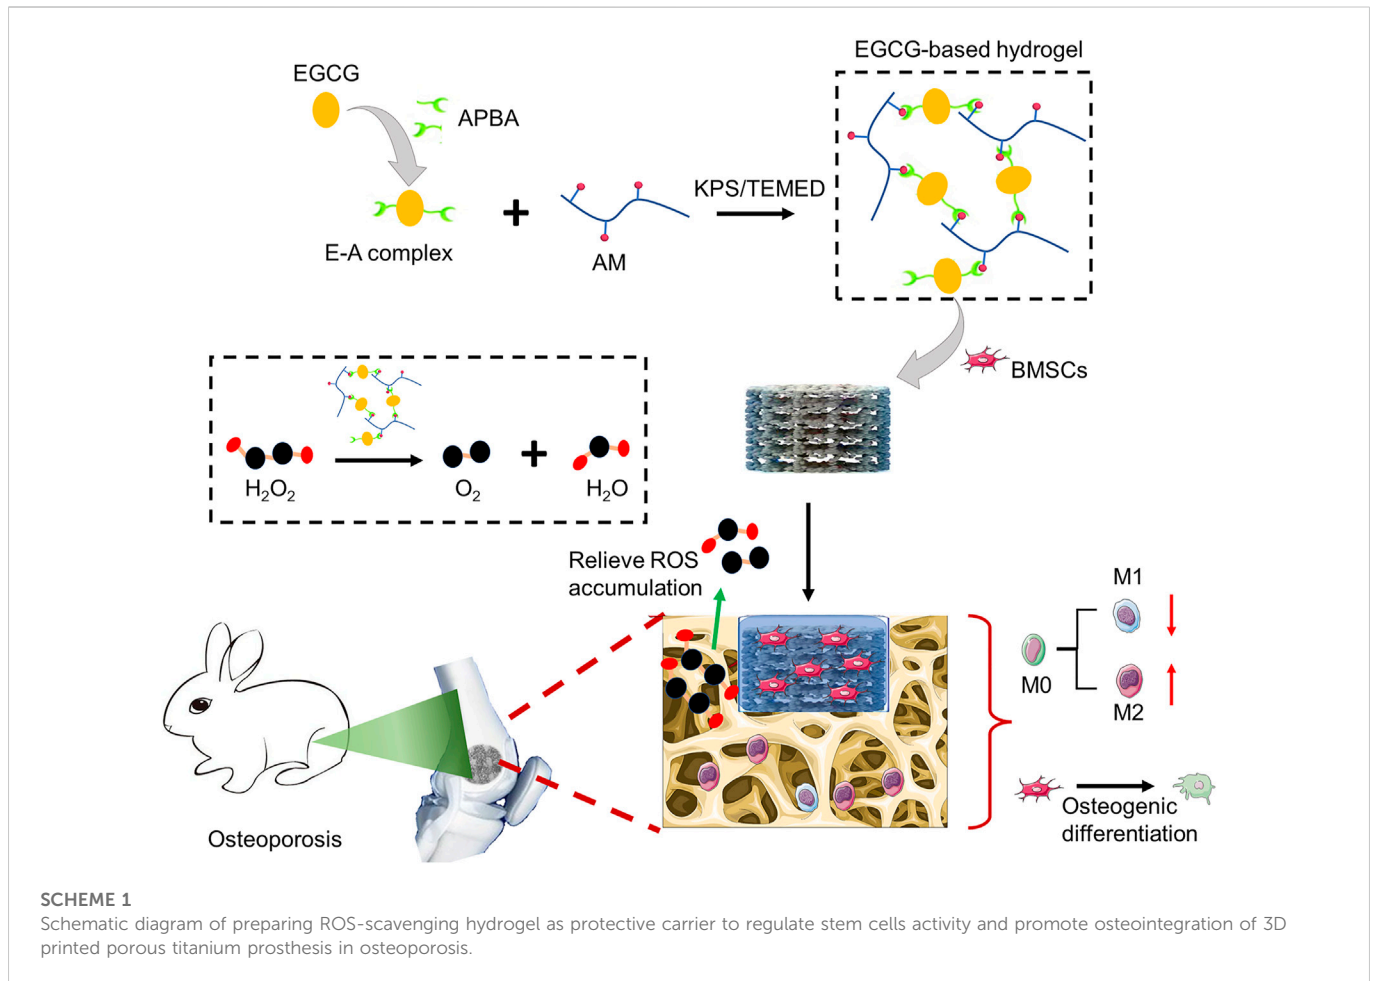 EGCG-based hydrogel
EGCG
APBA
KPS/TEMED
E-A complex
AM
BMSCs
H₂O₂
O₂
H₂O
Relieve ROS
accumulation
M1
M0
M2
Osteogenic
differentiation
Osteoporosis
SCHEME 1
Schematic diagram of preparing ROS-scavenging hydrogel as protective carrier to regulate stem cells activity and promote osteointegration of 3D
printed porous titanium prosthesis in osteoporosis.